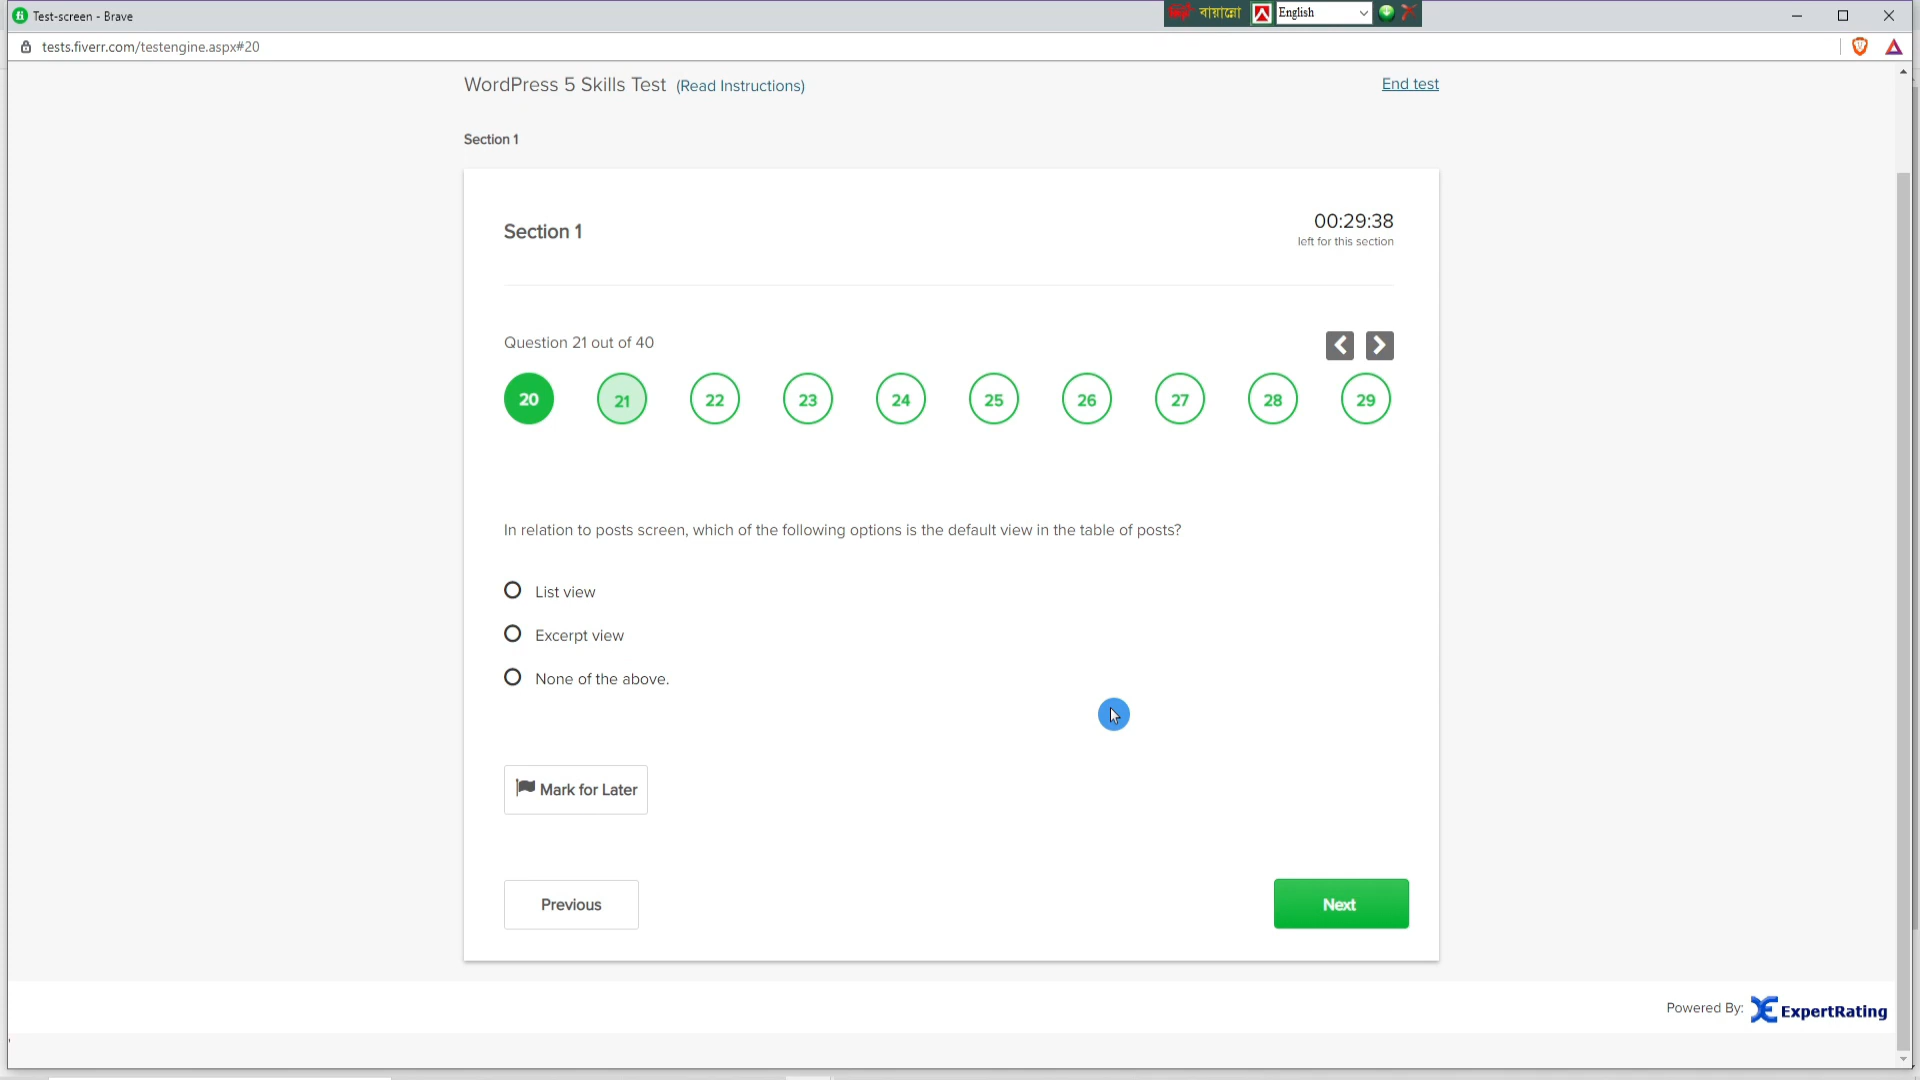 Test-screen - Brave
বায়ান্নো
English
tests.fiverr.com/testengine.aspx#20
WordPress 5 Skills Test (Read Instructions)
End test
Section 1
Section 1
00:29:38
left for this section
Question 21 out of 40
20 21 22 23 24 25 26 27 28 29
In relation to posts screen, which of the following options is the default view in the table of posts?
List view
Excerpt view
None of the above.
Mark for Later
Previous
Next
Powered By: ExpertRating